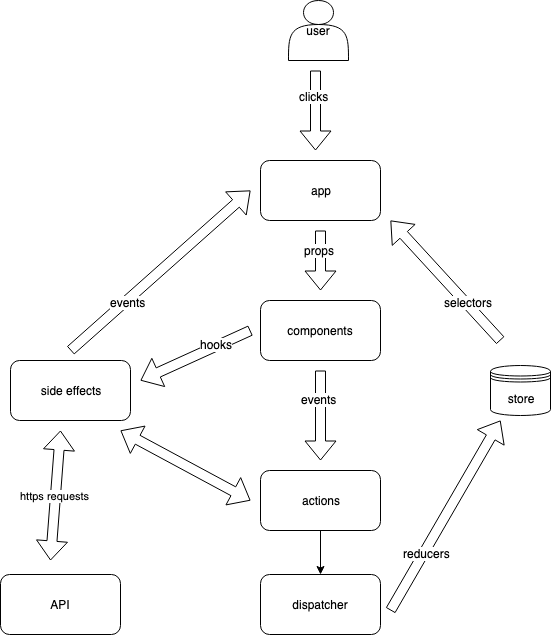 user
clicks
app
props
events
selectors
components
hooks
side effects
store
events
https requests
actions
reducers
API
dispatcher